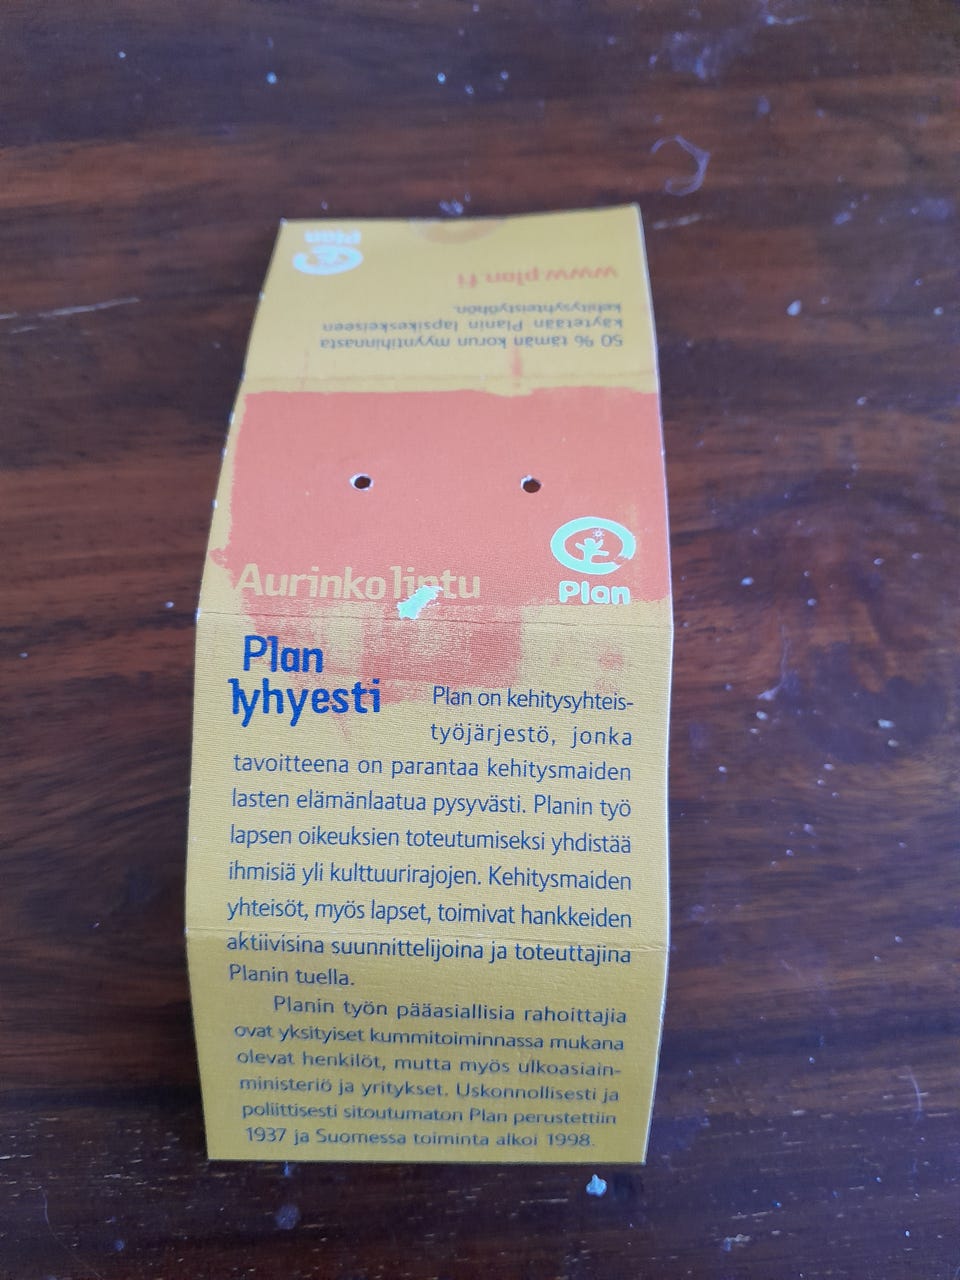 Plan
www.plan.fi
50 % tämän korun myyntihinnasta
käytetään Planin lapsikeskeiseen
kehitysyhteistyöhön.
Aurinkolintu
Plan
Plan
lyhyesti
Plan on kehitysyhteis-
työjärjestö, jonka
tavoitteena on parantaa kehitysmaiden
lasten elämänlaatua pysyvästi. Planin työ
lapsen oikeuksien toteutumiseksi yhdistää
ihmisiä yli kulttuurirajojen. Kehitysmaiden
yhteisöt, myös lapset, toimivat hankkeiden
aktiivisina suunnittelijoina ja toteuttajina
Planin tuella.
Planin työn pääasiallisia rahoittajia
ovat yksityiset kummitoiminnassa mukana
olevat henkilöt, mutta myös ulkoasiain-
ministeriö ja yritykset. Uskonnollisesti ja
poliittisesti sitoutumaton Plan perustettiin
1937 ja Suomessa toiminta alkoi 1998.